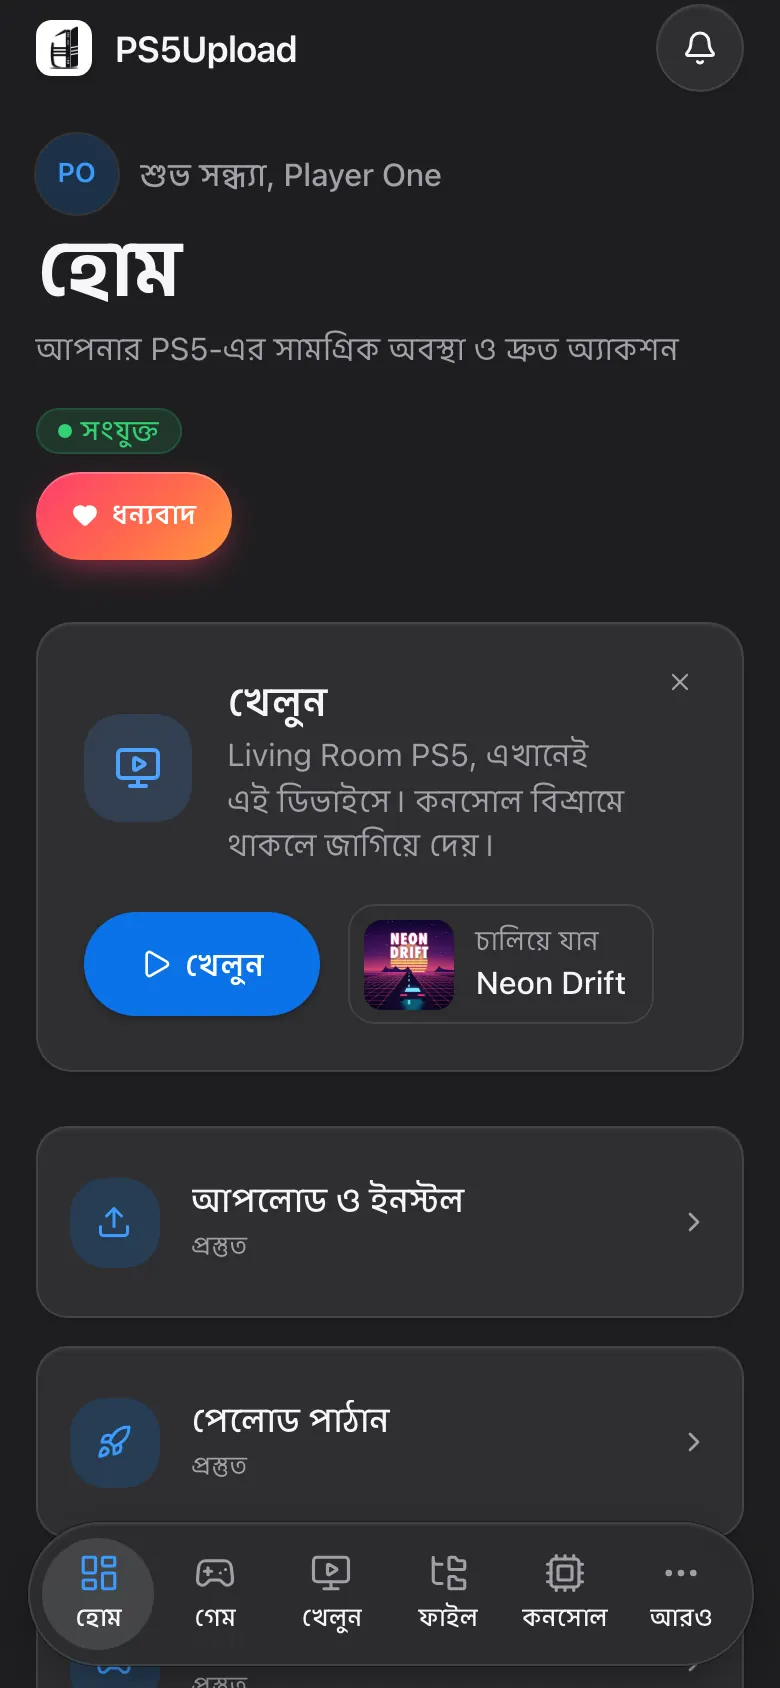 PS5Upload
PO
শুভ সন্ধ্যা, Player One
হোম
আপনার PS5-এর সামগ্রিক অবস্থা ও দ্রুত অ্যাকশন
সংযুক্ত
ধন্যবাদ
খেলুন
Living Room PS5, এখানেই
এই ডিভাইসে। কনসোল বিশ্রামে
থাকলে জাগিয়ে দেয়।
খেলুন
NEON
DRIFT
চালিয়ে যান
Neon Drift
আপলোড ও ইনস্টল
প্রস্তুত
পেলোড পাঠান
প্রস্তুত
হোম
গেম
খেলুন
ফাইল
কনসোল
আরও
প্রস্তুত